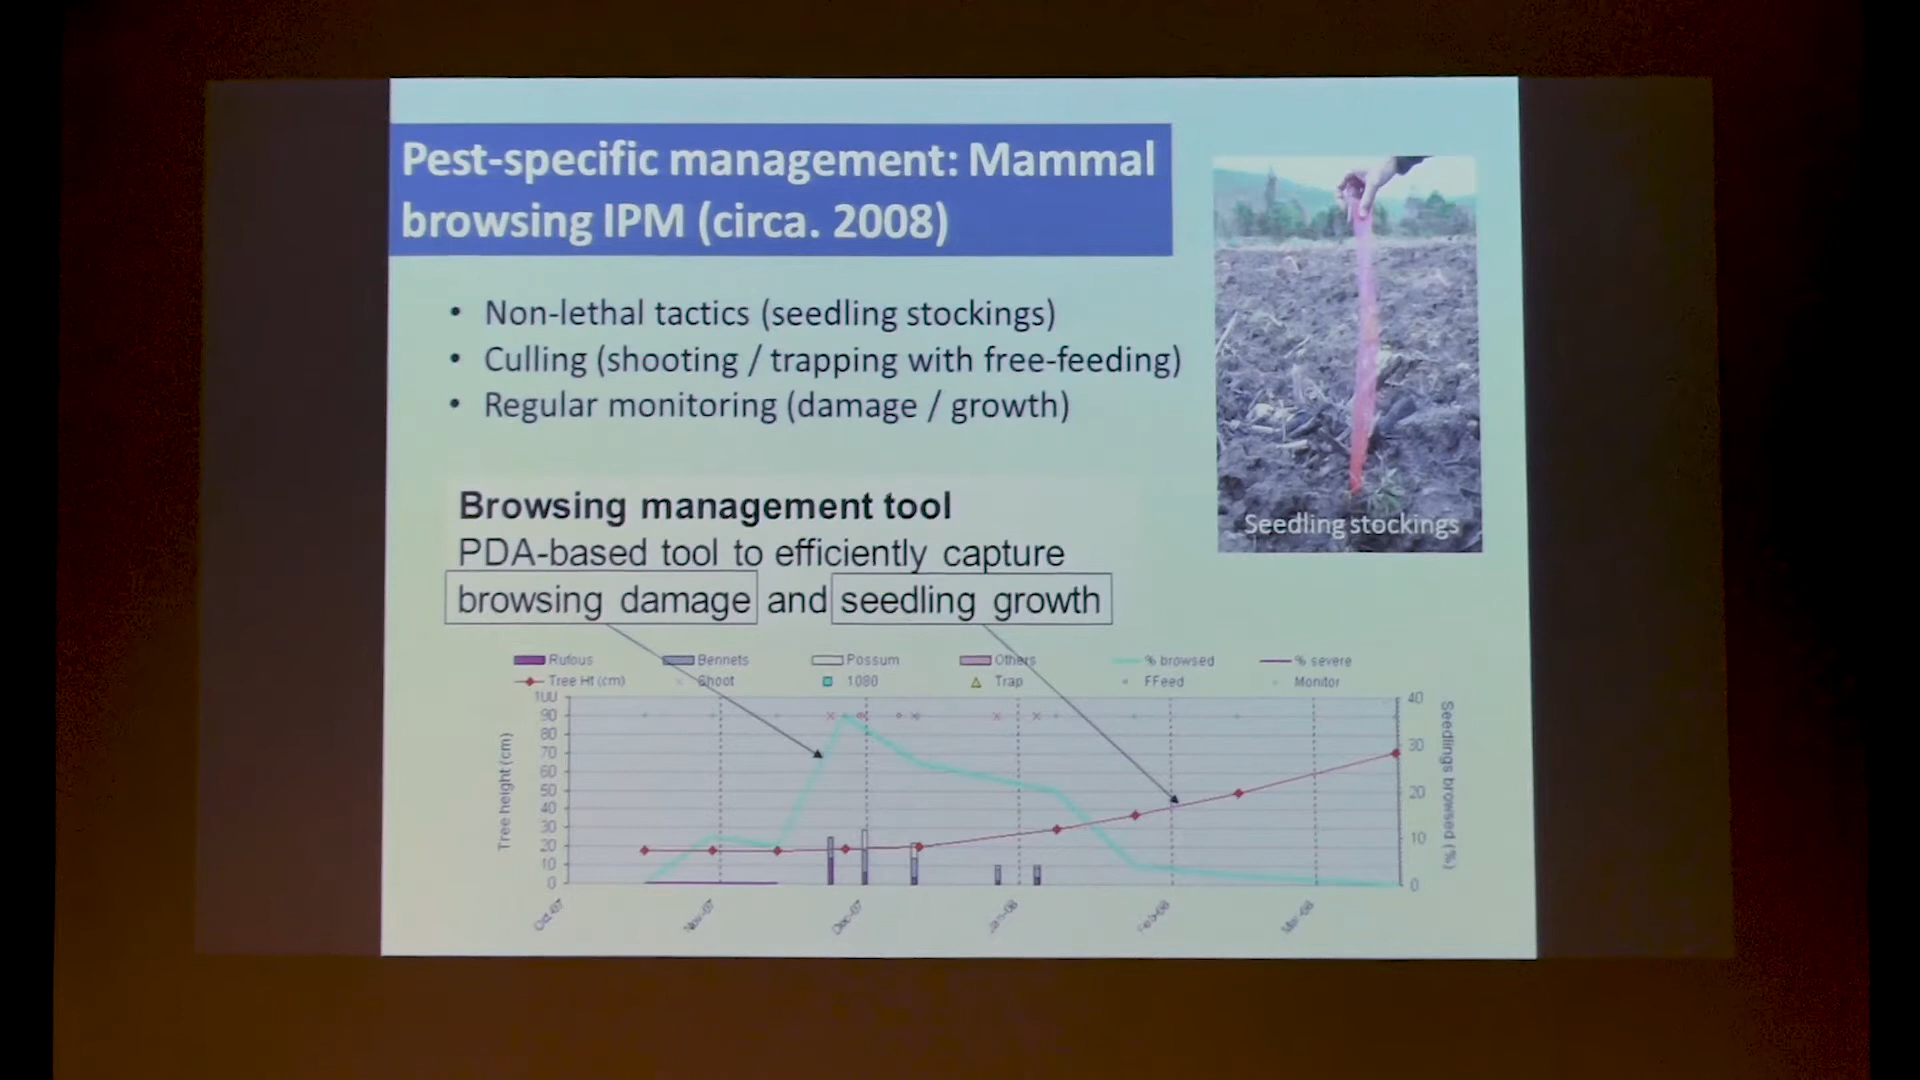 Pest-specific management: Mammal
browsing IPM (circa. 2008)
• Non-lethal tactics (seedling stockings)
• Culling (shooting / trapping with free-feeding)
• Regular monitoring (damage / growth)
Seedling stockings
Browsing management tool
PDA-based tool to efficiently capture
browsing damage and seedling growth
Rufous Bennets Possum Others % browsed % severe
Tree Ht (cm) Shoot 1080 Trap FFeed Monitor
Tree height (cm)
100
90
80
70
60
50
40
30
20
10
0
40
30
20
10
0
Seedlings browsed (%)
Oct-07 Nov-07 Dec-07 Jan-08 Feb-08 Mar-08